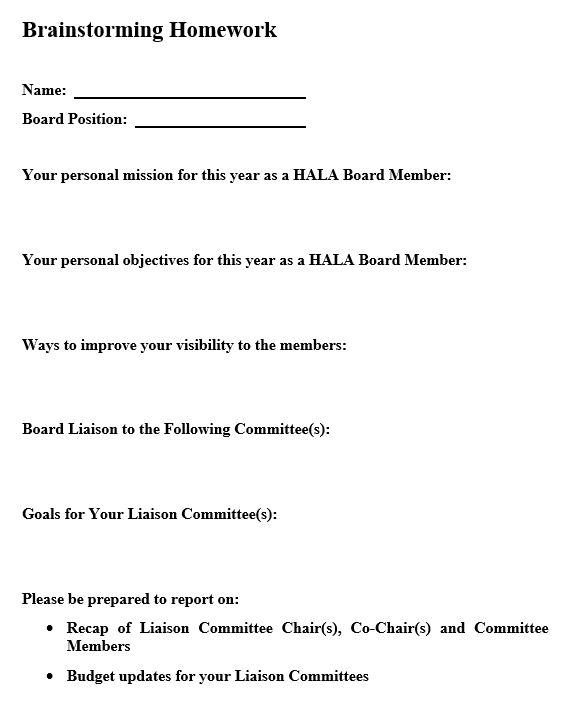 Brainstorming Homework
Name:
Board Position:
Your personal mission for this year as a HALA Board Member:
Your personal objectives for this year as a HALA Board Member:
Ways to improve your visibility to the members:
Board Liaison to the Following Committee(s):
Goals for Your Liaison Committee(s):
Please be prepared to report on:
• Recap of Liaison Committee Chair(s), Co-Chair(s) and Committee
Members
• Budget updates for your Liaison Committees